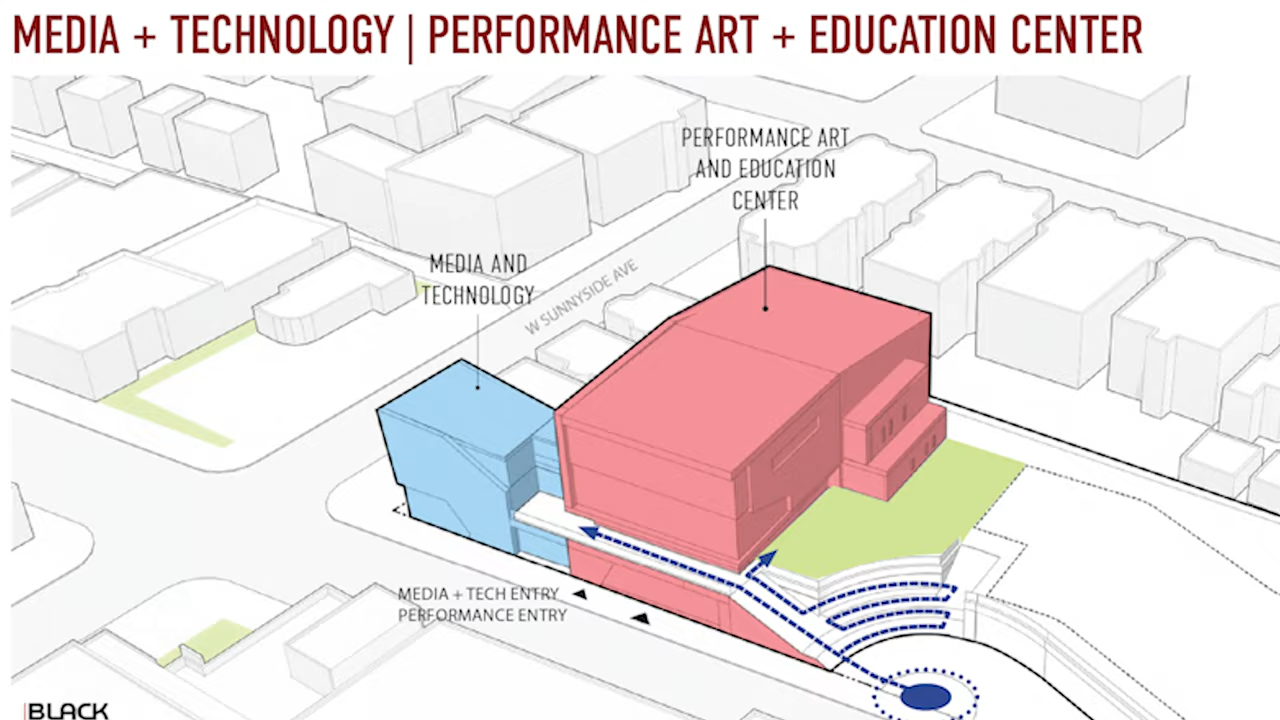 MEDIA + TECHNOLOGY | PERFORMANCE ART + EDUCATION CENTER
PERFORMANCE ART
AND EDUCATION
CENTER
MEDIA AND
TECHNOLOGY
W SUNNYSIDE AVE
MEDIA + TECH ENTRY
PERFORMANCE ENTRY
BLACK